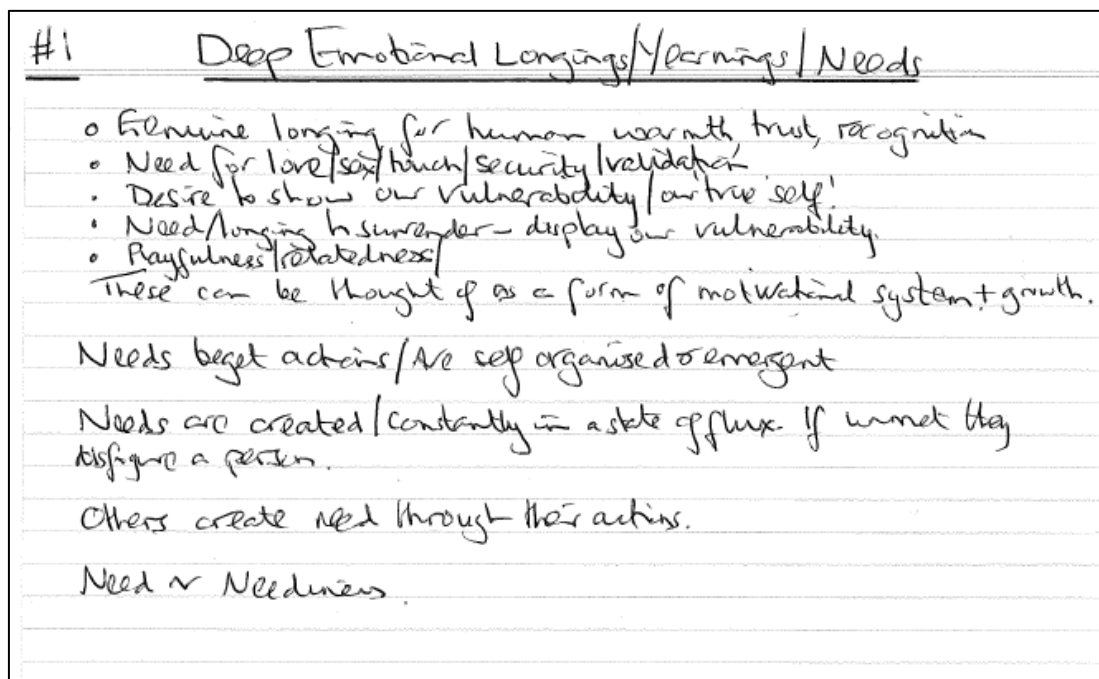 #1 Deep Emotional Longings/Yearnings/Needs
• Genuine longing for human warmth, trust, recognition
• Need for love/sex/touch/security/validation
• Desire to show our vulnerability/our true 'self'
• Need/longing to surrender - display our vulnerability.
• Playfulness/relatedness/
These can be thought of as a form of motivational system + growth.
Needs beget actions/Are self organised & emergent
Needs are created/constantly in a state of flux. If unmet they
disfigure a person.
Others create need through their actions.
Need v Neediness.